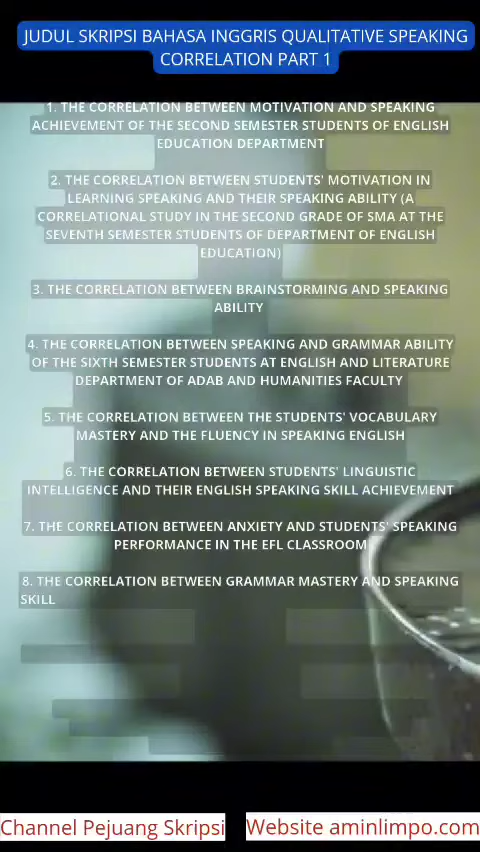 JUDUL SKRIPSI BAHASA INGGRIS QUALITATIVE SPEAKING
CORRELATION PART 1
1. THE CORRELATION BETWEEN MOTIVATION AND SPEAKING
ACHIEVEMENT OF THE SECOND SEMESTER STUDENTS OF ENGLISH
EDUCATION DEPARTMENT
2. THE CORRELATION BETWEEN STUDENTS' MOTIVATION IN
LEARNING SPEAKING AND THEIR SPEAKING ABILITY (A
CORRELATIONAL STUDY IN THE SECOND GRADE OF SMA AT THE
SEVENTH SEMESTER STUDENTS OF DEPARTMENT OF ENGLISH
EDUCATION)
3. THE CORRELATION BETWEEN BRAINSTORMING AND SPEAKING
ABILITY
4. THE CORRELATION BETWEEN SPEAKING AND GRAMMAR ABILITY
OF THE SIXTH SEMESTER STUDENTS AT ENGLISH AND LITERATURE
DEPARTMENT OF ADAB AND HUMANITIES FACULTY
5. THE CORRELATION BETWEEN THE STUDENTS' VOCABULARY
MASTERY AND THE FLUENCY IN SPEAKING ENGLISH
6. THE CORRELATION BETWEEN STUDENTS' LINGUISTIC
INTELLIGENCE AND THEIR ENGLISH SPEAKING SKILL ACHIEVEMENT
7. THE CORRELATION BETWEEN ANXIETY AND STUDENTS' SPEAKING
PERFORMANCE IN THE EFL CLASSROOM
8. THE CORRELATION BETWEEN GRAMMAR MASTERY AND SPEAKING
SKILL
Channel Pejuang Skripsi
Website aminlimpo.com